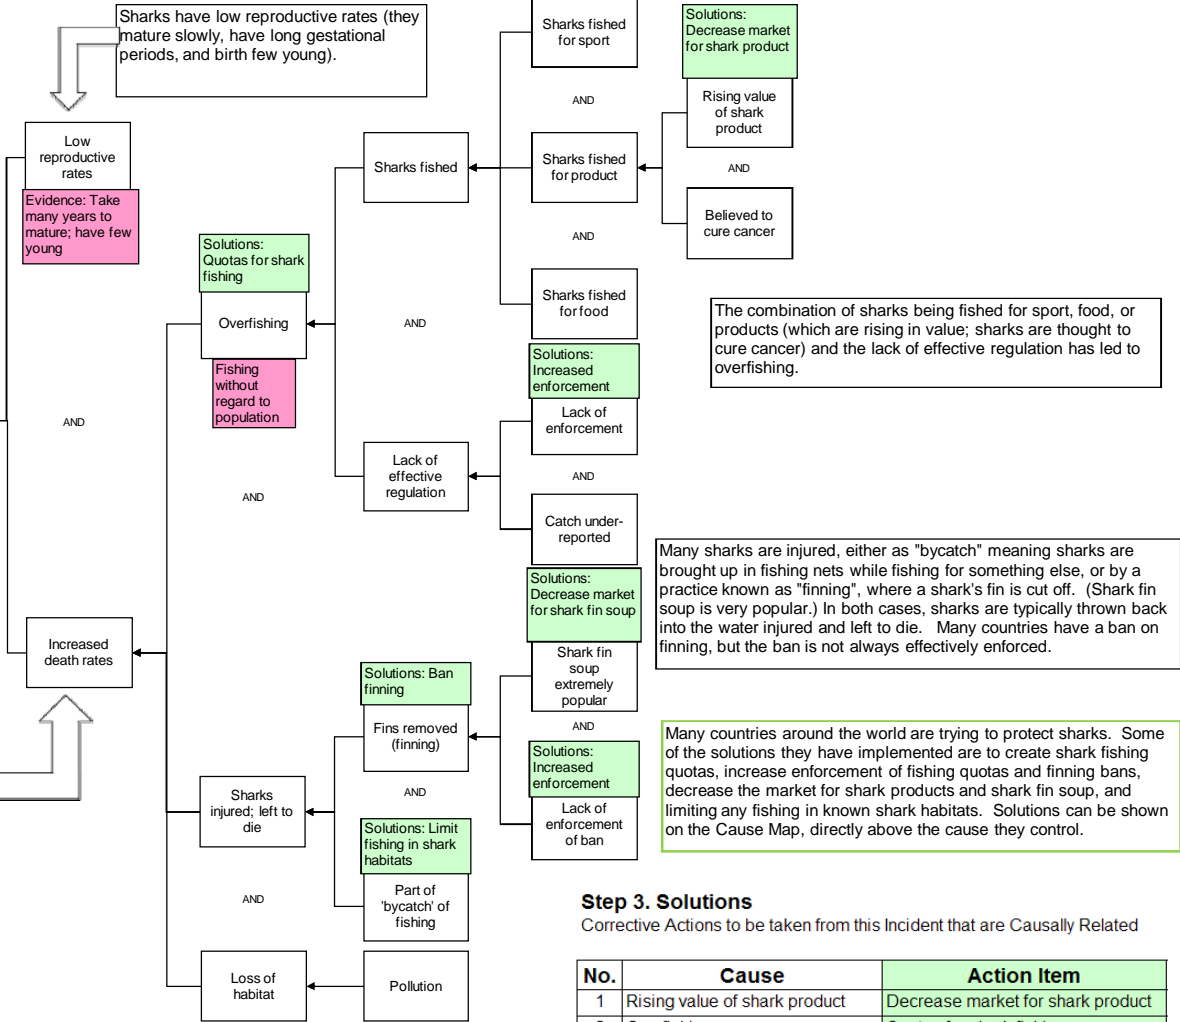 Sharks have low reproductive rates (they
mature slowly, have long gestational
periods, and birth few young).
Low
reproductive
rates
Evidence: Take
many years to
mature; have few
young
AND
Increased
death rates
Solutions:
Quotas for shark
fishing
Overfishing
Fishing
without
regard to
population
AND
Sharks
injured; left to
die
AND
Loss of
habitat
Sharks fished
AND
Lack of
effective
regulation
Solutions: Ban
finning
Fins removed
(finning)
AND
Solutions: Limit
fishing in shark
habitats
Part of
'bycatch' of
fishing
Pollution
Sharks fished
for sport
AND
Sharks fished
for product
AND
Sharks fished
for food
Solutions:
Increased
enforcement
Lack of
enforcement
AND
Catch under-
reported
Solutions:
Decrease market
for shark fin soup
Shark fin
soup
extremely
popular
AND
Solutions:
Increased
enforcement
Lack of
enforcement
of ban
Solutions:
Decrease market
for shark product
Rising value
of shark
product
AND
Believed to
cure cancer
The combination of sharks being fished for sport, food, or
products (which are rising in value; sharks are thought to
cure cancer) and the lack of effective regulation has led to
overfishing.
Many sharks are injured, either as "bycatch" meaning sharks are
brought up in fishing nets while fishing for something else, or by a
practice known as "finning", where a shark's fin is cut off. (Shark fin
soup is very popular.) In both cases, sharks are typically thrown back
into the water injured and left to die. Many countries have a ban on
finning, but the ban is not always effectively enforced.
Many countries around the world are trying to protect sharks. Some
of the solutions they have implemented are to create shark fishing
quotas, increase enforcement of fishing quotas and finning bans,
decrease the market for shark products and shark fin soup, and
limiting any fishing in known shark habitats. Solutions can be shown
on the Cause Map, directly above the cause they control.
Step 3. Solutions
Corrective Actions to be taken from this Incident that are Causally Related
No. Cause Action Item
1 Rising value of shark product Decrease market for shark product